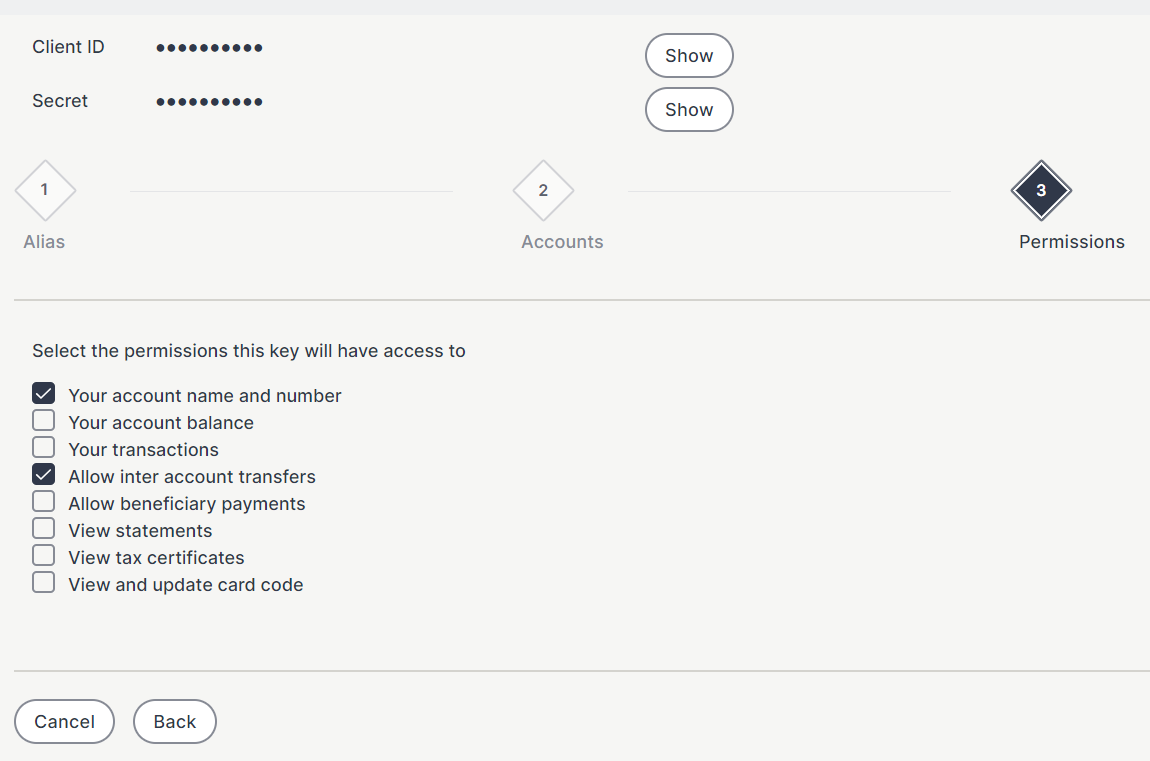 Client ID •••••••••• Show
Secret •••••••••• Show
1 2 3
Alias Accounts Permissions
Select the permissions this key will have access to
Your account name and number
Your account balance
Your transactions
Allow inter account transfers
Allow beneficiary payments
View statements
View tax certificates
View and update card code
Cancel Back